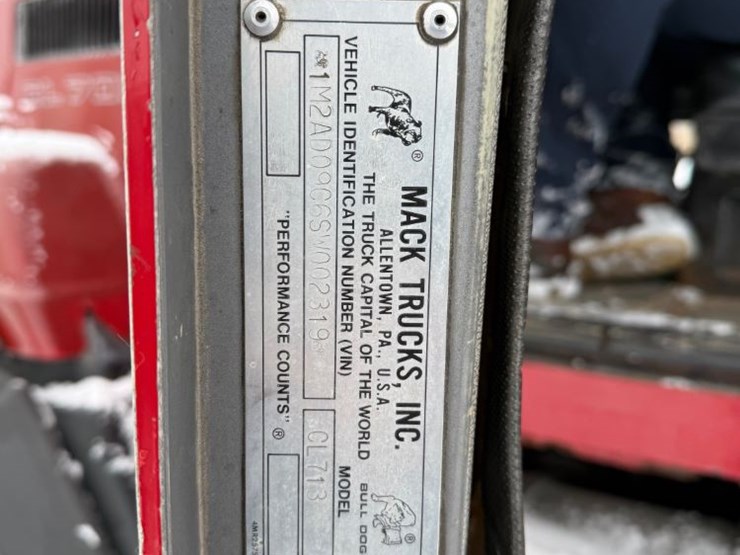 MACK TRUCKS, INC.
ALLENTOWN, PA., U.S.A.
THE TRUCK CAPITAL OF THE WORLD
BULL DOG
VEHICLE IDENTIFICATION NUMBER (VIN)
MODEL
1M2AD09C6SW002319
CL713
"PERFORMANCE COUNTS" ®